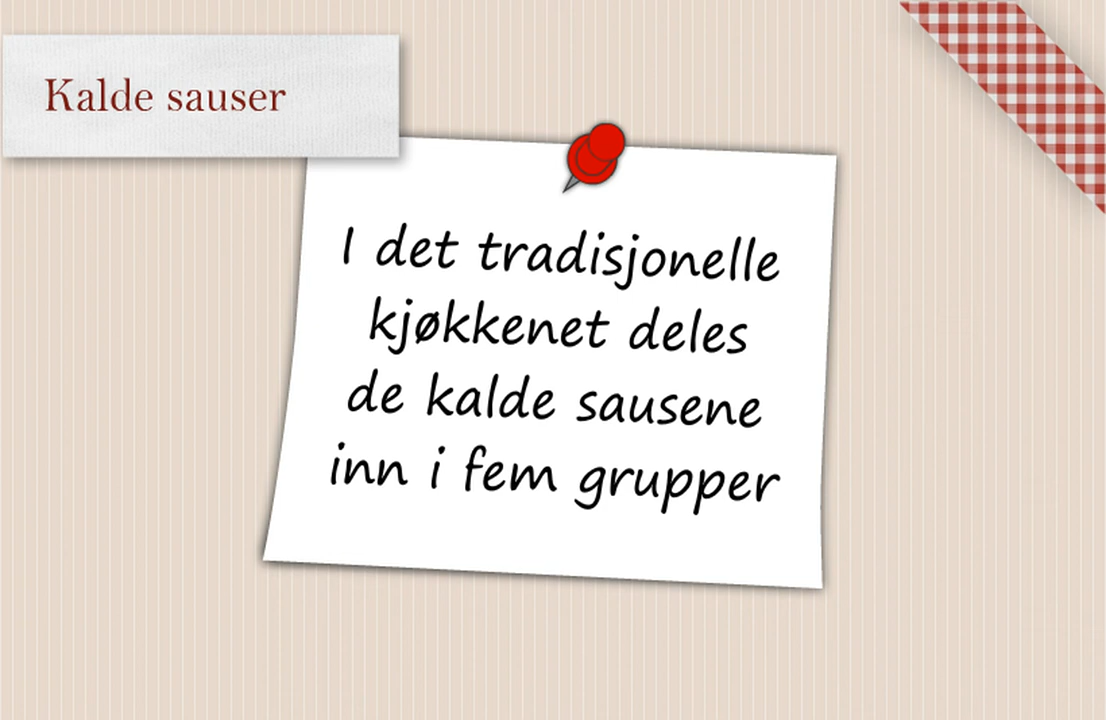 Kalde sauser
I det tradisjonelle
kjøkkenet deles
de kalde sausene
inn i fem grupper